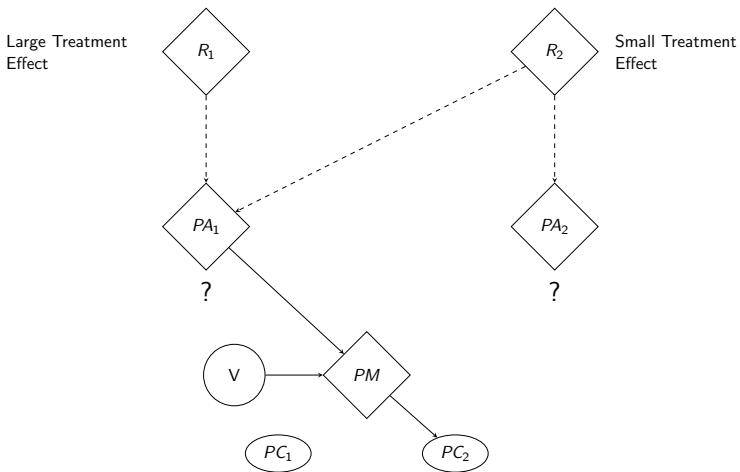 Large Treatment
Effect
R₁
R₂
Small Treatment
Effect
PA₁
PA₂
?
?
V
PM
PC₁
PC₂